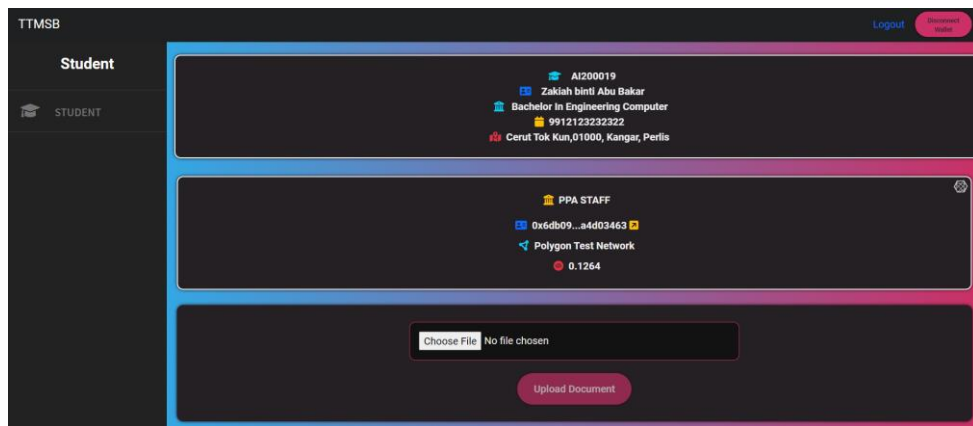 TTMSB
Logout
Disconnect
Wallet
Student
STUDENT
AI200019
Zakiah binti Abu Bakar
Bachelor In Engineering Computer
9912123232322
Cerut Tok Kun,01000, Kangar, Perlis
PPA STAFF
0x6db09...a4d03463
Polygon Test Network
0.1264
Choose File No file chosen
Upload Document